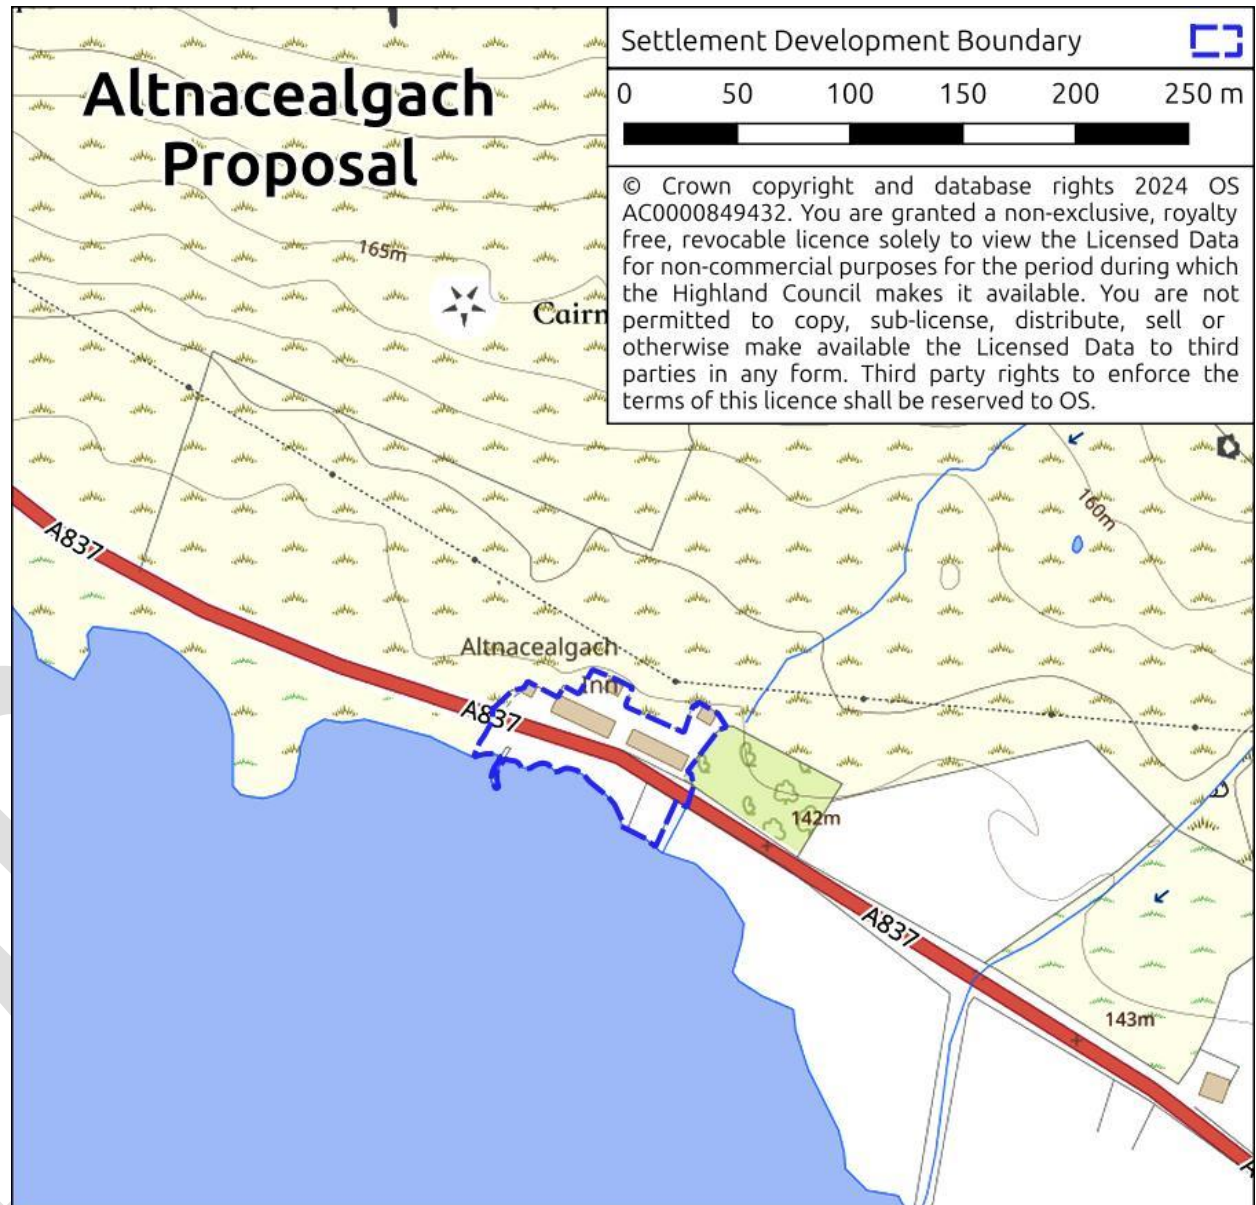 Altnacealgach
Proposal
Settlement Development Boundary
0 50 100 150 200 250 m
© Crown copyright and database rights 2024 OS
AC0000849432. You are granted a non-exclusive, royalty
free, revocable licence solely to view the Licensed Data
for non-commercial purposes for the period during which
the Highland Council makes it available. You are not
permitted to copy, sub-license, distribute, sell or
otherwise make available the Licensed Data to third
parties in any form. Third party rights to enforce the
terms of this licence shall be reserved to OS.
165m
Cairn
160m
A837
Altnacealgach
Inn
A837
142m
A837
143m